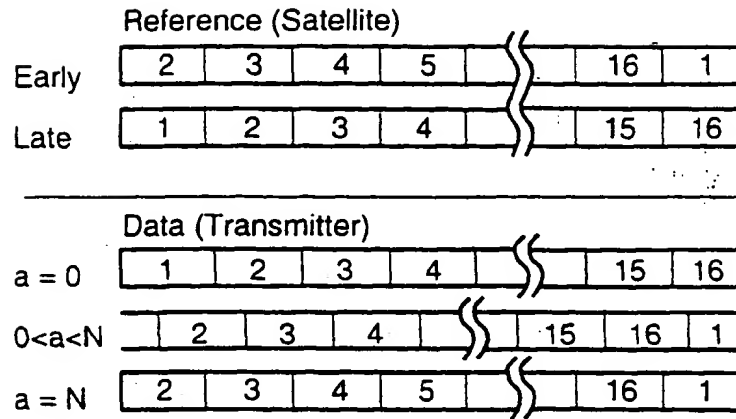 Reference (Satellite)
Early 2 3 4 5 16 1
Late 1 2 3 4 15 16
Data (Transmitter)
a = 0 1 2 3 4 15 16
0<a<N 2 3 4 15 16 1
a = N 2 3 4 5 16 1